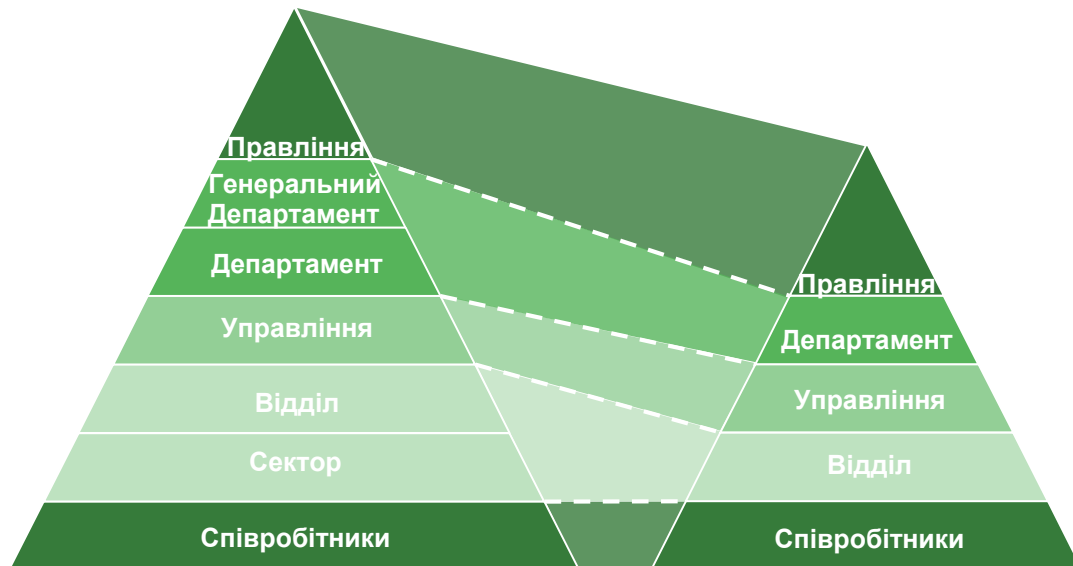 Правління
Генеральний
Департамент
Департамент
Управління
Відділ
Сектор
Співробітники
Правління
Департамент
Управління
Відділ
Співробітники